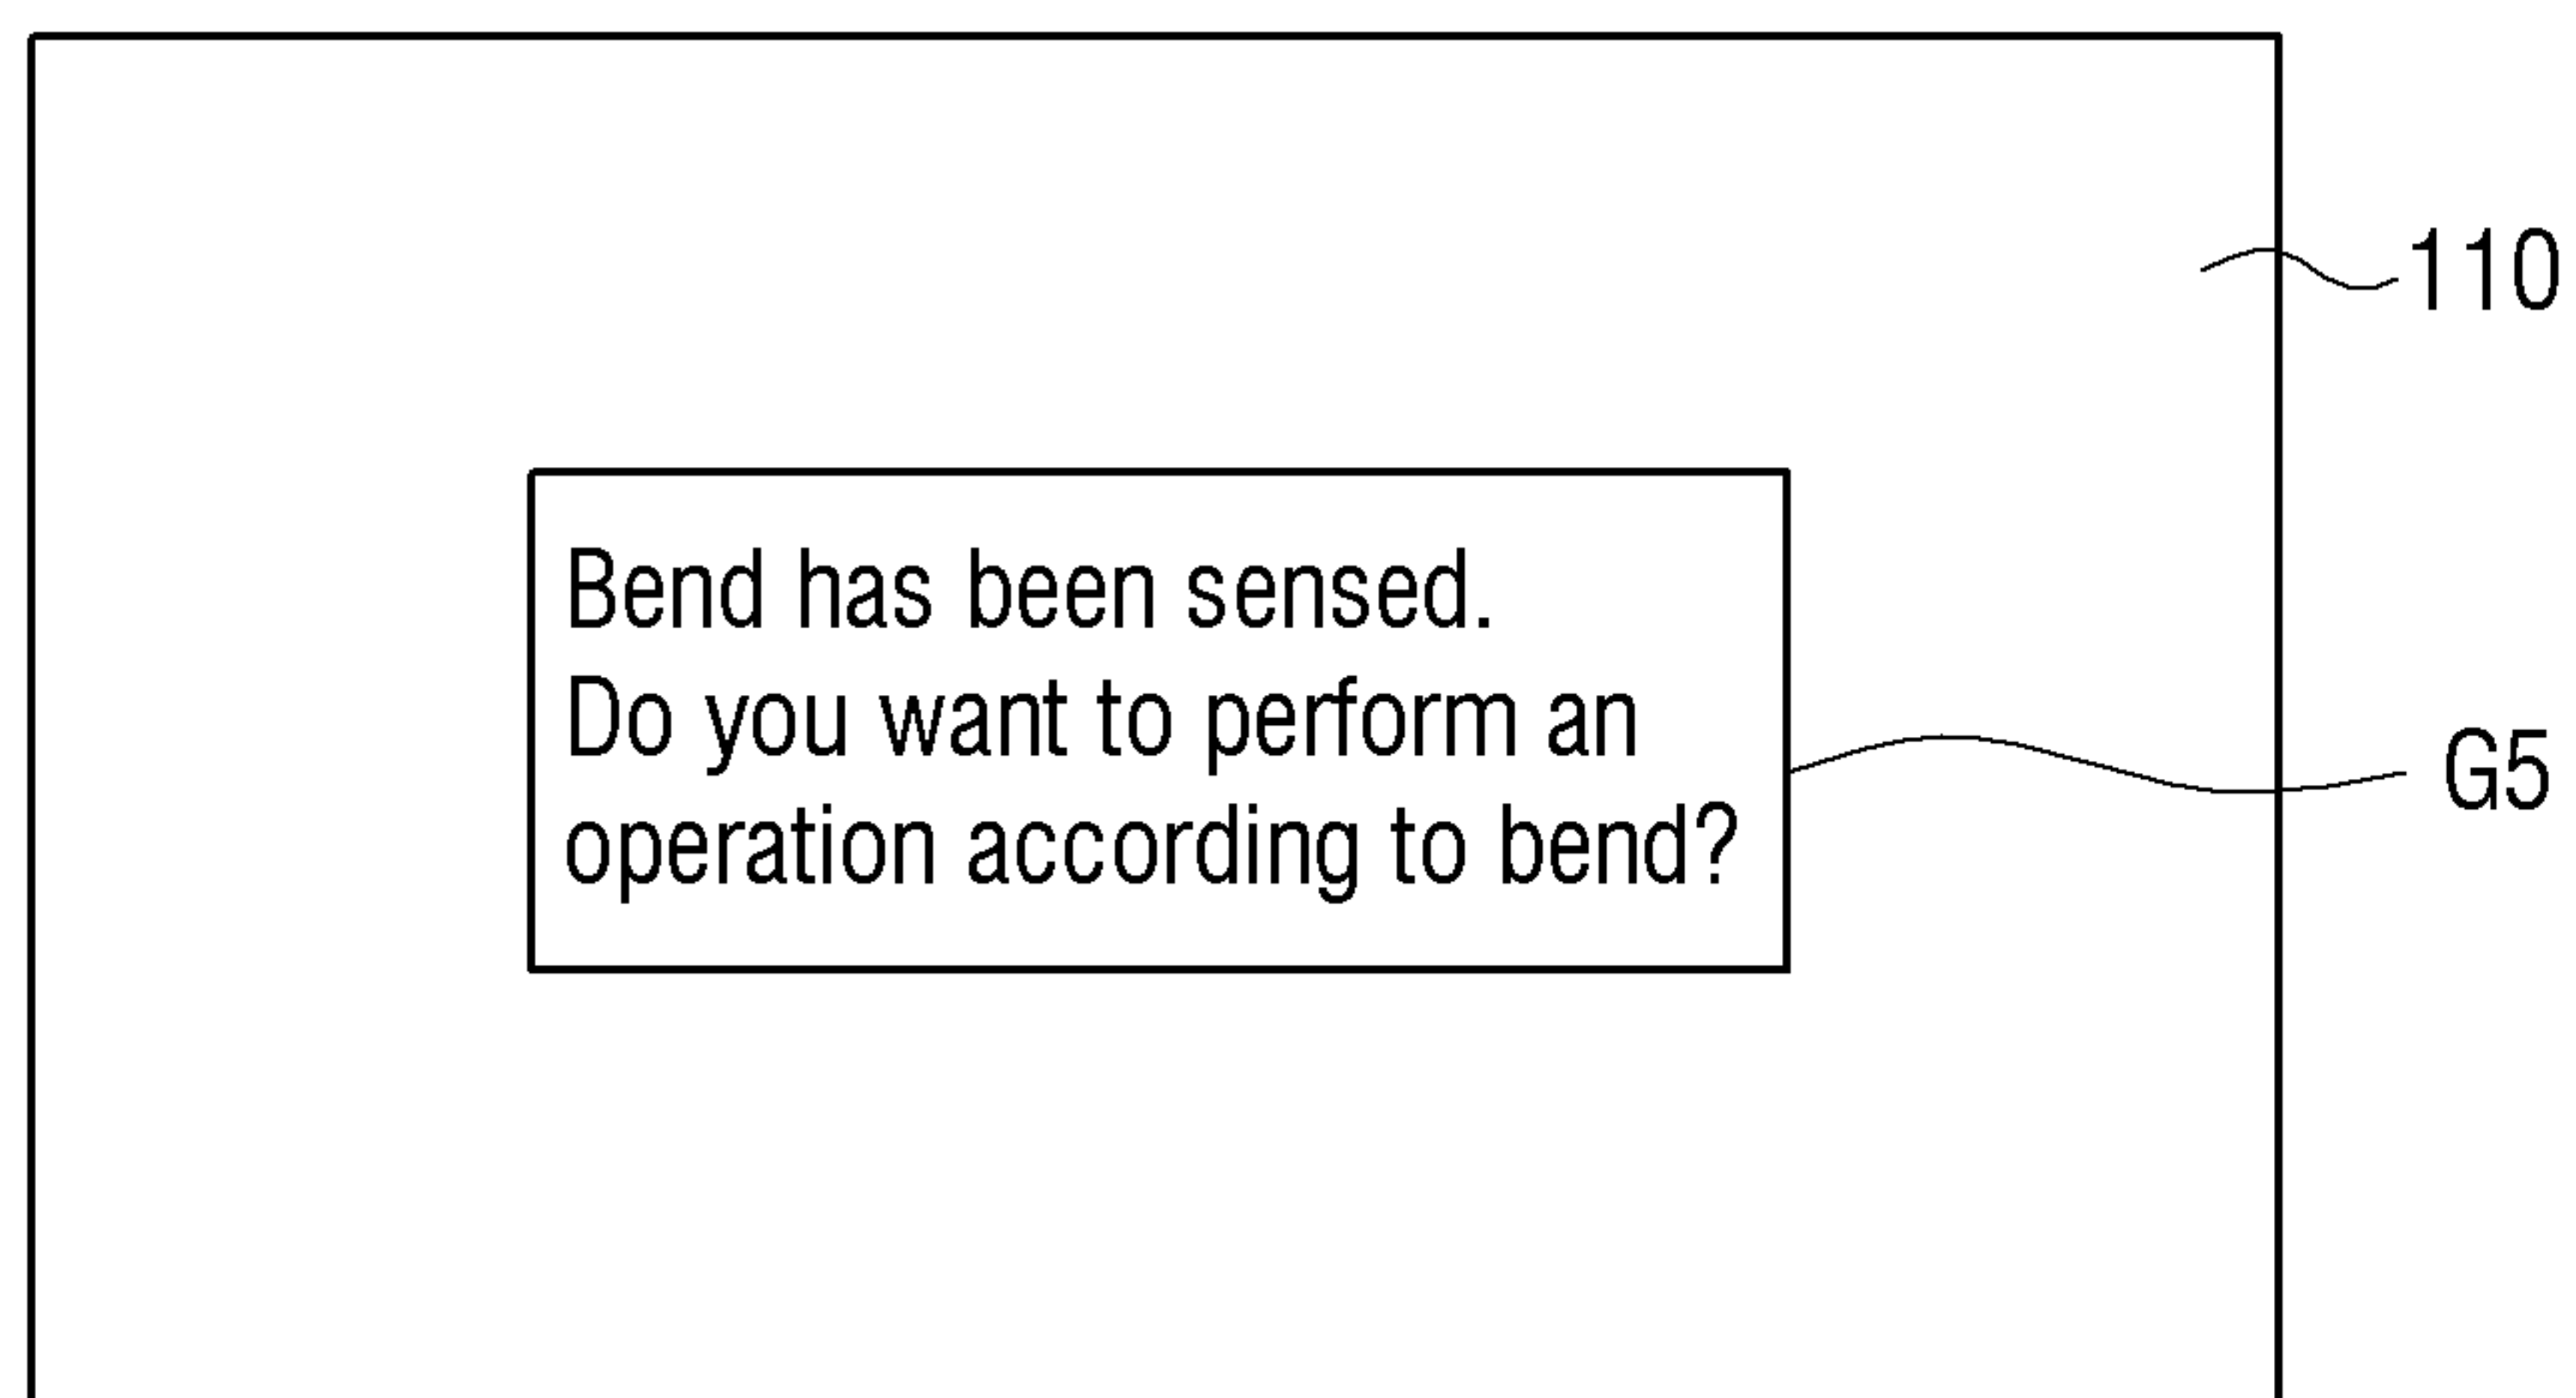 110
Bend has been sensed.
Do you want to perform an
operation according to bend?
G5